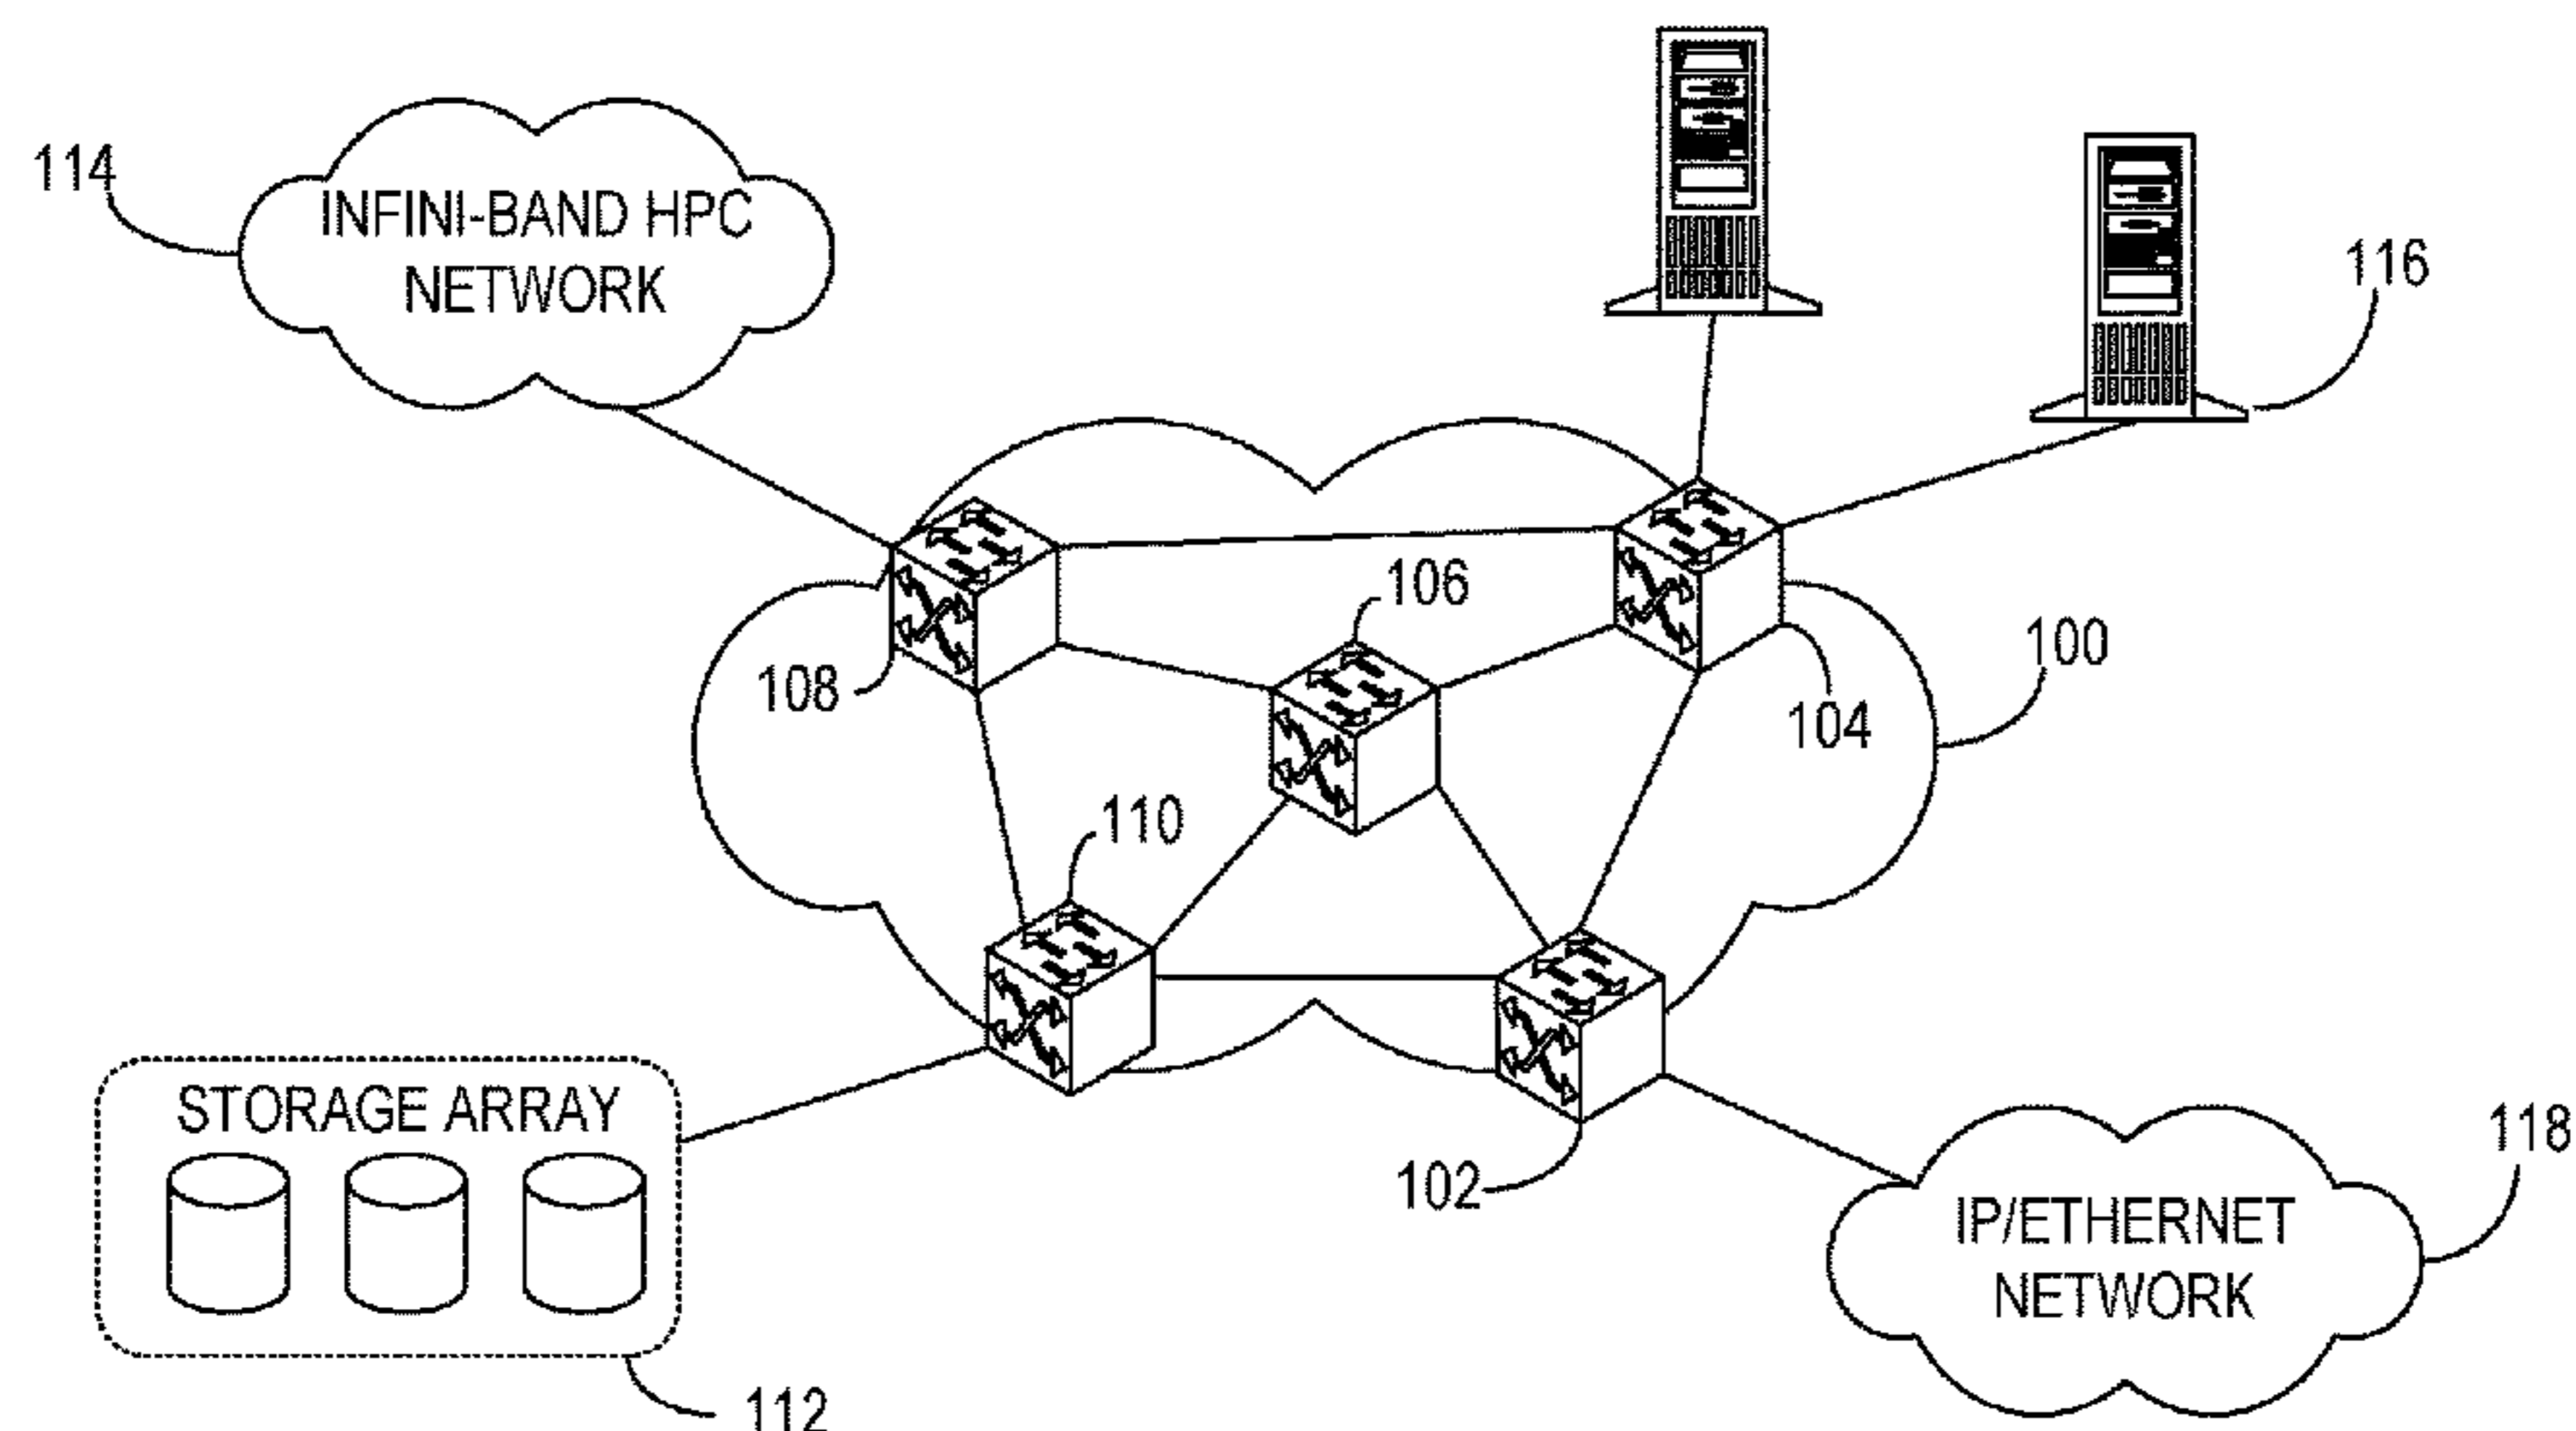 114
INFINI-BAND HPC
NETWORK
116
106
100
108
104
110
STORAGE ARRAY
102
118
IP/ETHERNET
NETWORK
112